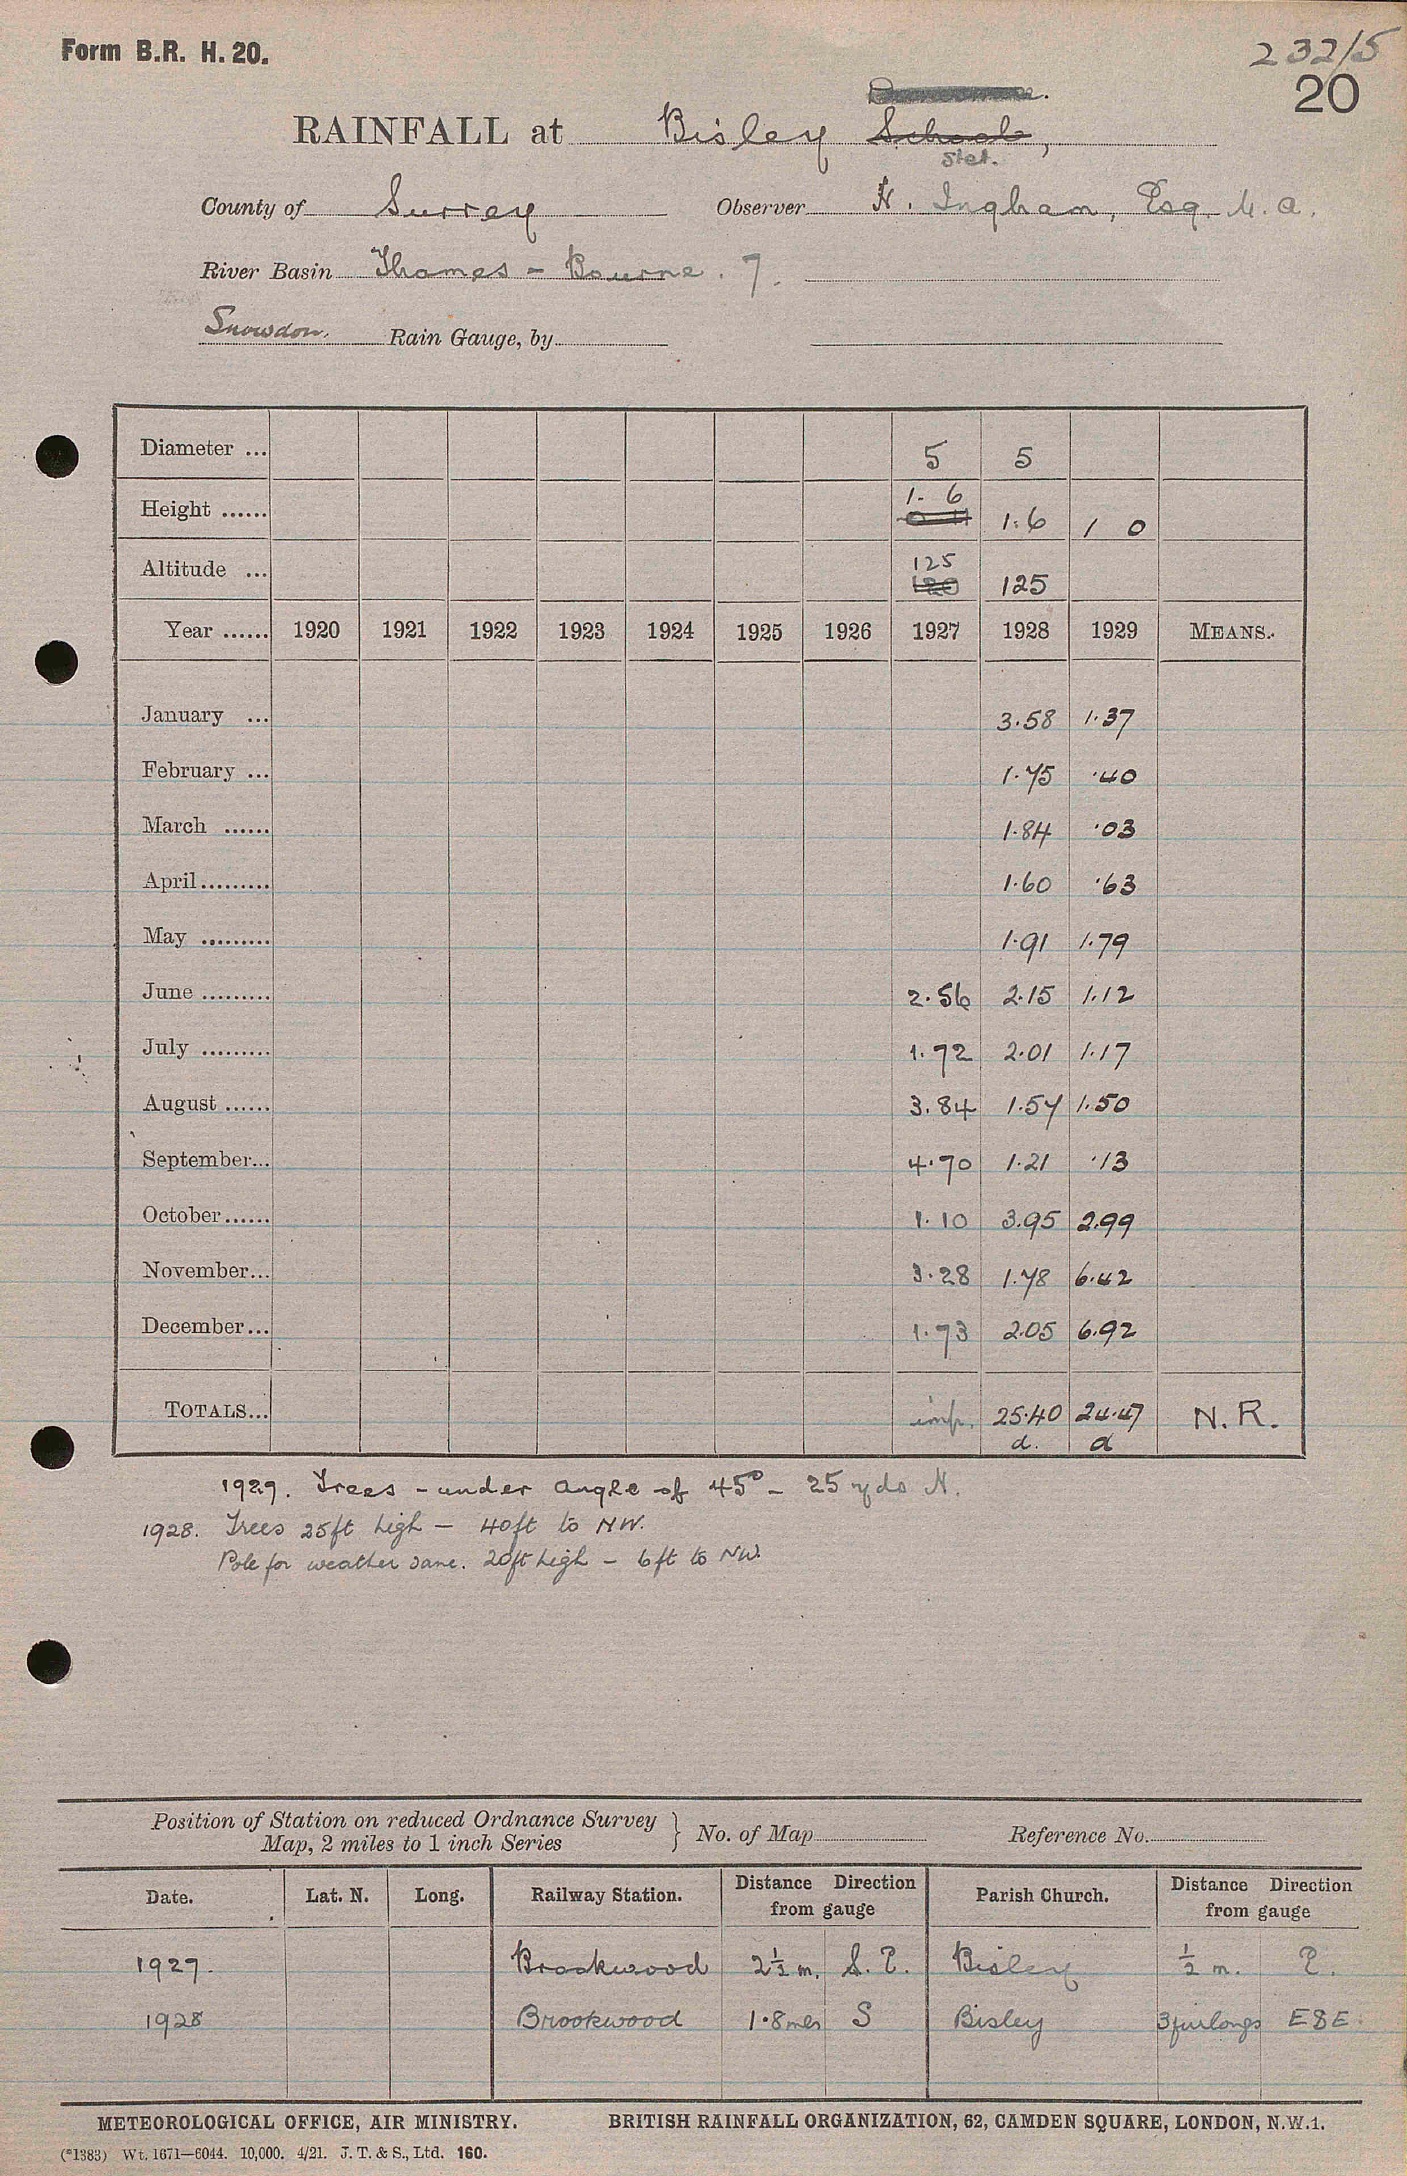 Form B.R. H. 20.
232/5
20
RAINFALL at Bisley School,
Stet.
County of Surrey Observer H. Ingham, Esq. M.A.
River Basin Thames - Bourne. 7.
Snowdon. Rain Gauge, by
Diameter ... 5 5
Height ...... 1. 6 1.6 1 0
Altitude ... 125 120 125
Year ...... 1920 1921 1922 1923 1924 1925 1926 1927 1928 1929 MEANS.
January ... 3.58 1.37
February ... 1.75 .40
March ...... 1.84 .03
April ......... 1.60 .63
May ......... 1.91 1.79
June ......... 2.56 2.15 1.12
July ......... 1.72 2.01 1.17
August ...... 3.84 1.57 1.50
September... 4.70 1.21 .13
October ...... 1.10 3.95 2.99
November... 3.28 1.78 6.42
December... 1.73 2.05 6.92
TOTALS... imp. 25.40 24.47 N.R.
d. d
1927. Trees - under angle of 45° - 25 yds N.
1928. Trees 25ft high - 40ft to NW.
Pole for weather vane. 20ft high - 6ft to NW.
Position of Station on reduced Ordnance Survey
Map, 2 miles to 1 inch Series } No. of Map Reference No.
Date. Lat. N. Long. Railway Station. Distance Direction from gauge Parish Church. Distance Direction from gauge
1927. Brookwood 2½ m. S. E. Bisley ½ m. E.
1928 Brookwood 1.8 mls S Bisley 3 furlongs ESE
METEOROLOGICAL OFFICE, AIR MINISTRY. BRITISH RAINFALL ORGANIZATION, 62, CAMDEN SQUARE, LONDON, N.W.1.
(*1383) Wt. 1671—6044. 10,000. 4/21. J. T. & S., Ltd. 160.